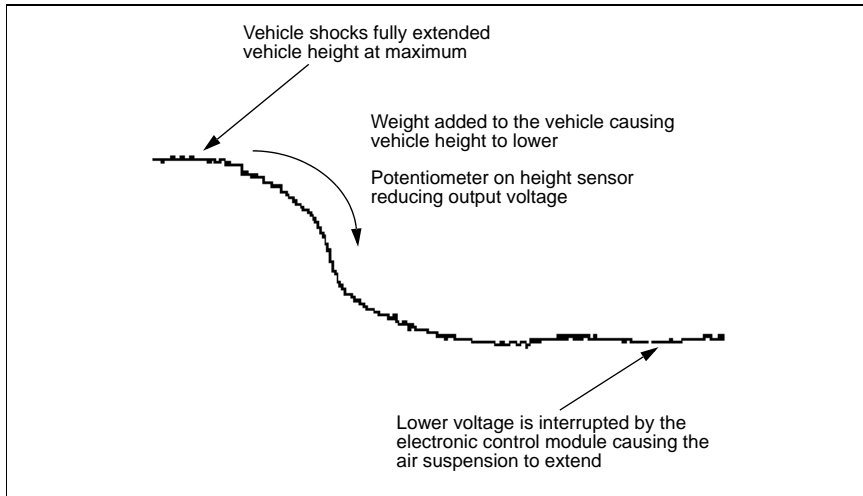 Vehicle shocks fully extended
vehicle height at maximum
Weight added to the vehicle causing
vehicle height to lower
Potentiometer on height sensor
reducing output voltage
Lower voltage is interrupted by the
electronic control module causing the
air suspension to extend